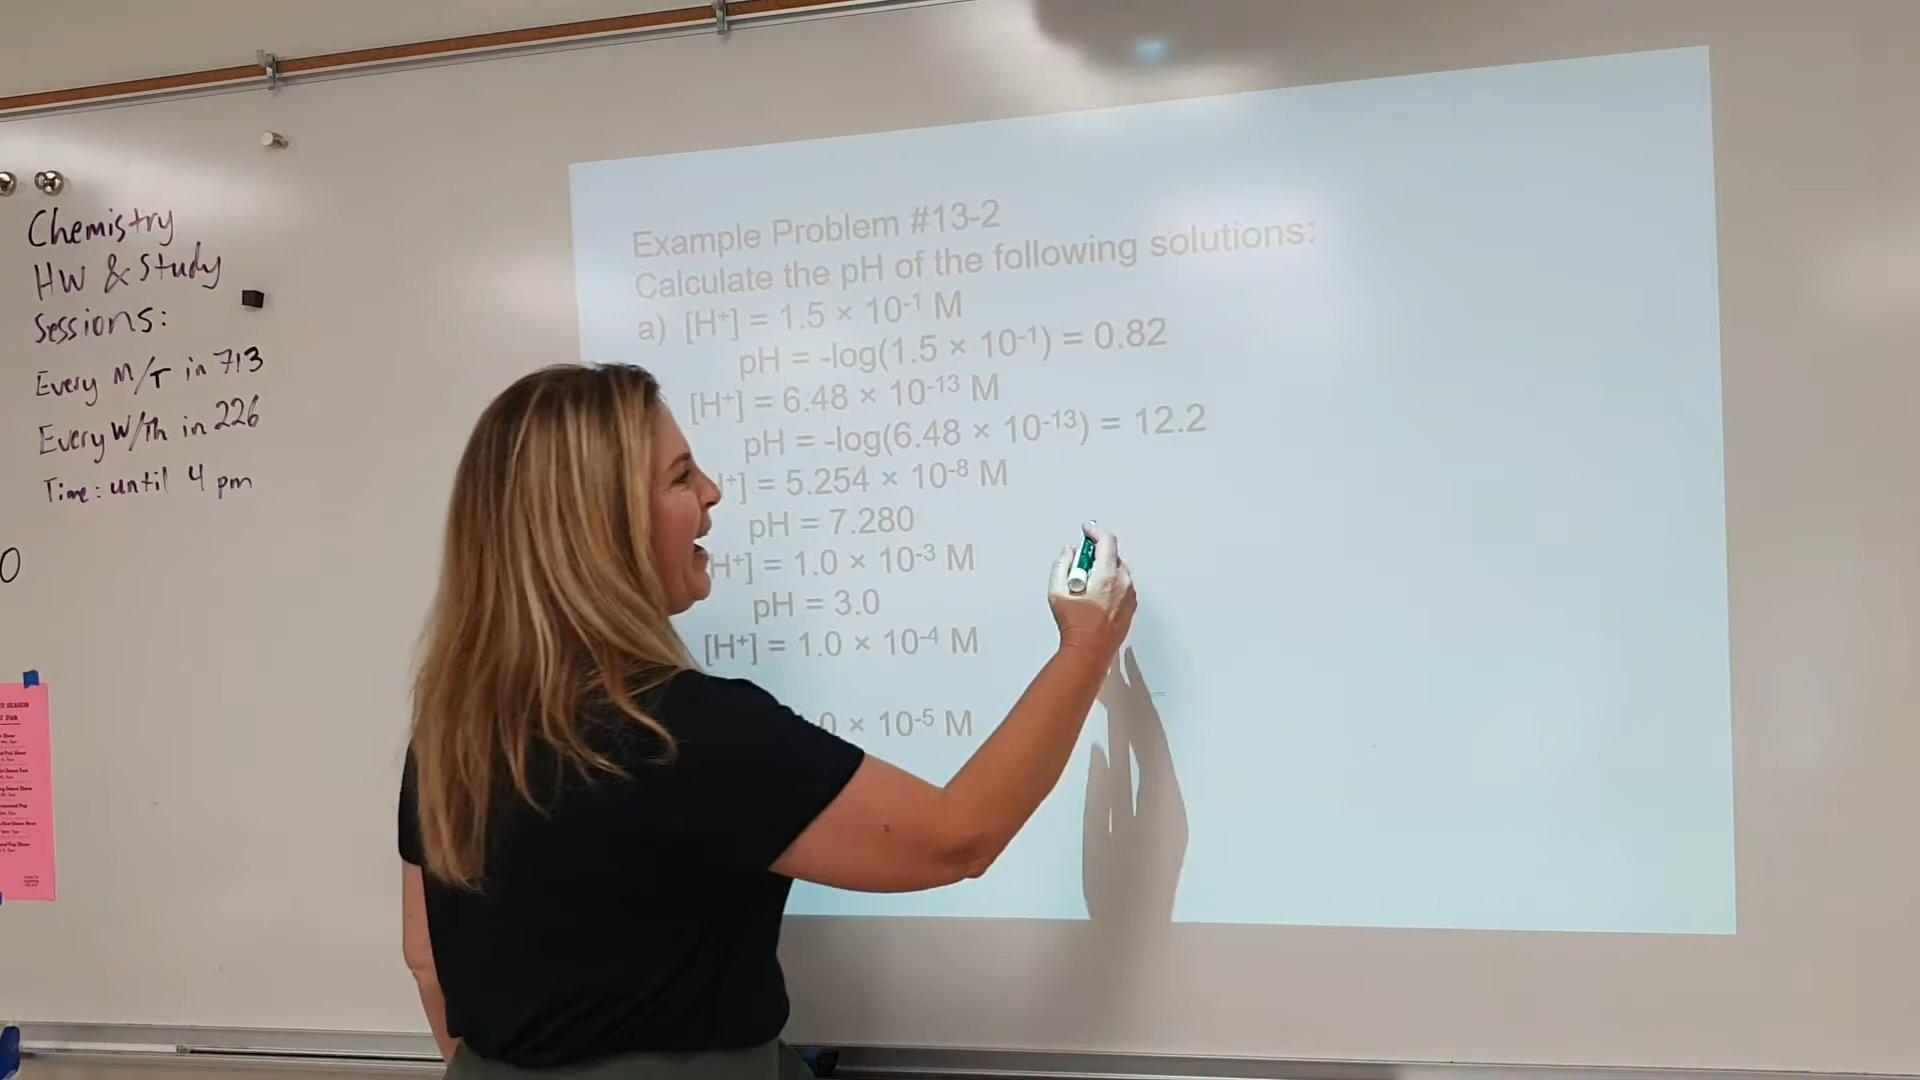 Chemistry
HW & Study
Sessions:
Every M/T in 713
Every W/Th in 226
Time: until 4 pm
Example Problem #13-2
Calculate the pH of the following solutions:
a) [H⁺] = 1.5 × 10⁻¹ M
pH = -log(1.5 × 10⁻¹) = 0.82
[H⁺] = 6.48 × 10⁻¹³ M
pH = -log(6.48 × 10⁻¹³) = 12.2
⁺] = 5.254 × 10⁻⁸ M
pH = 7.280
H⁺] = 1.0 × 10⁻³ M
pH = 3.0
[H⁺] = 1.0 × 10⁻⁴ M
0 × 10⁻⁵ M